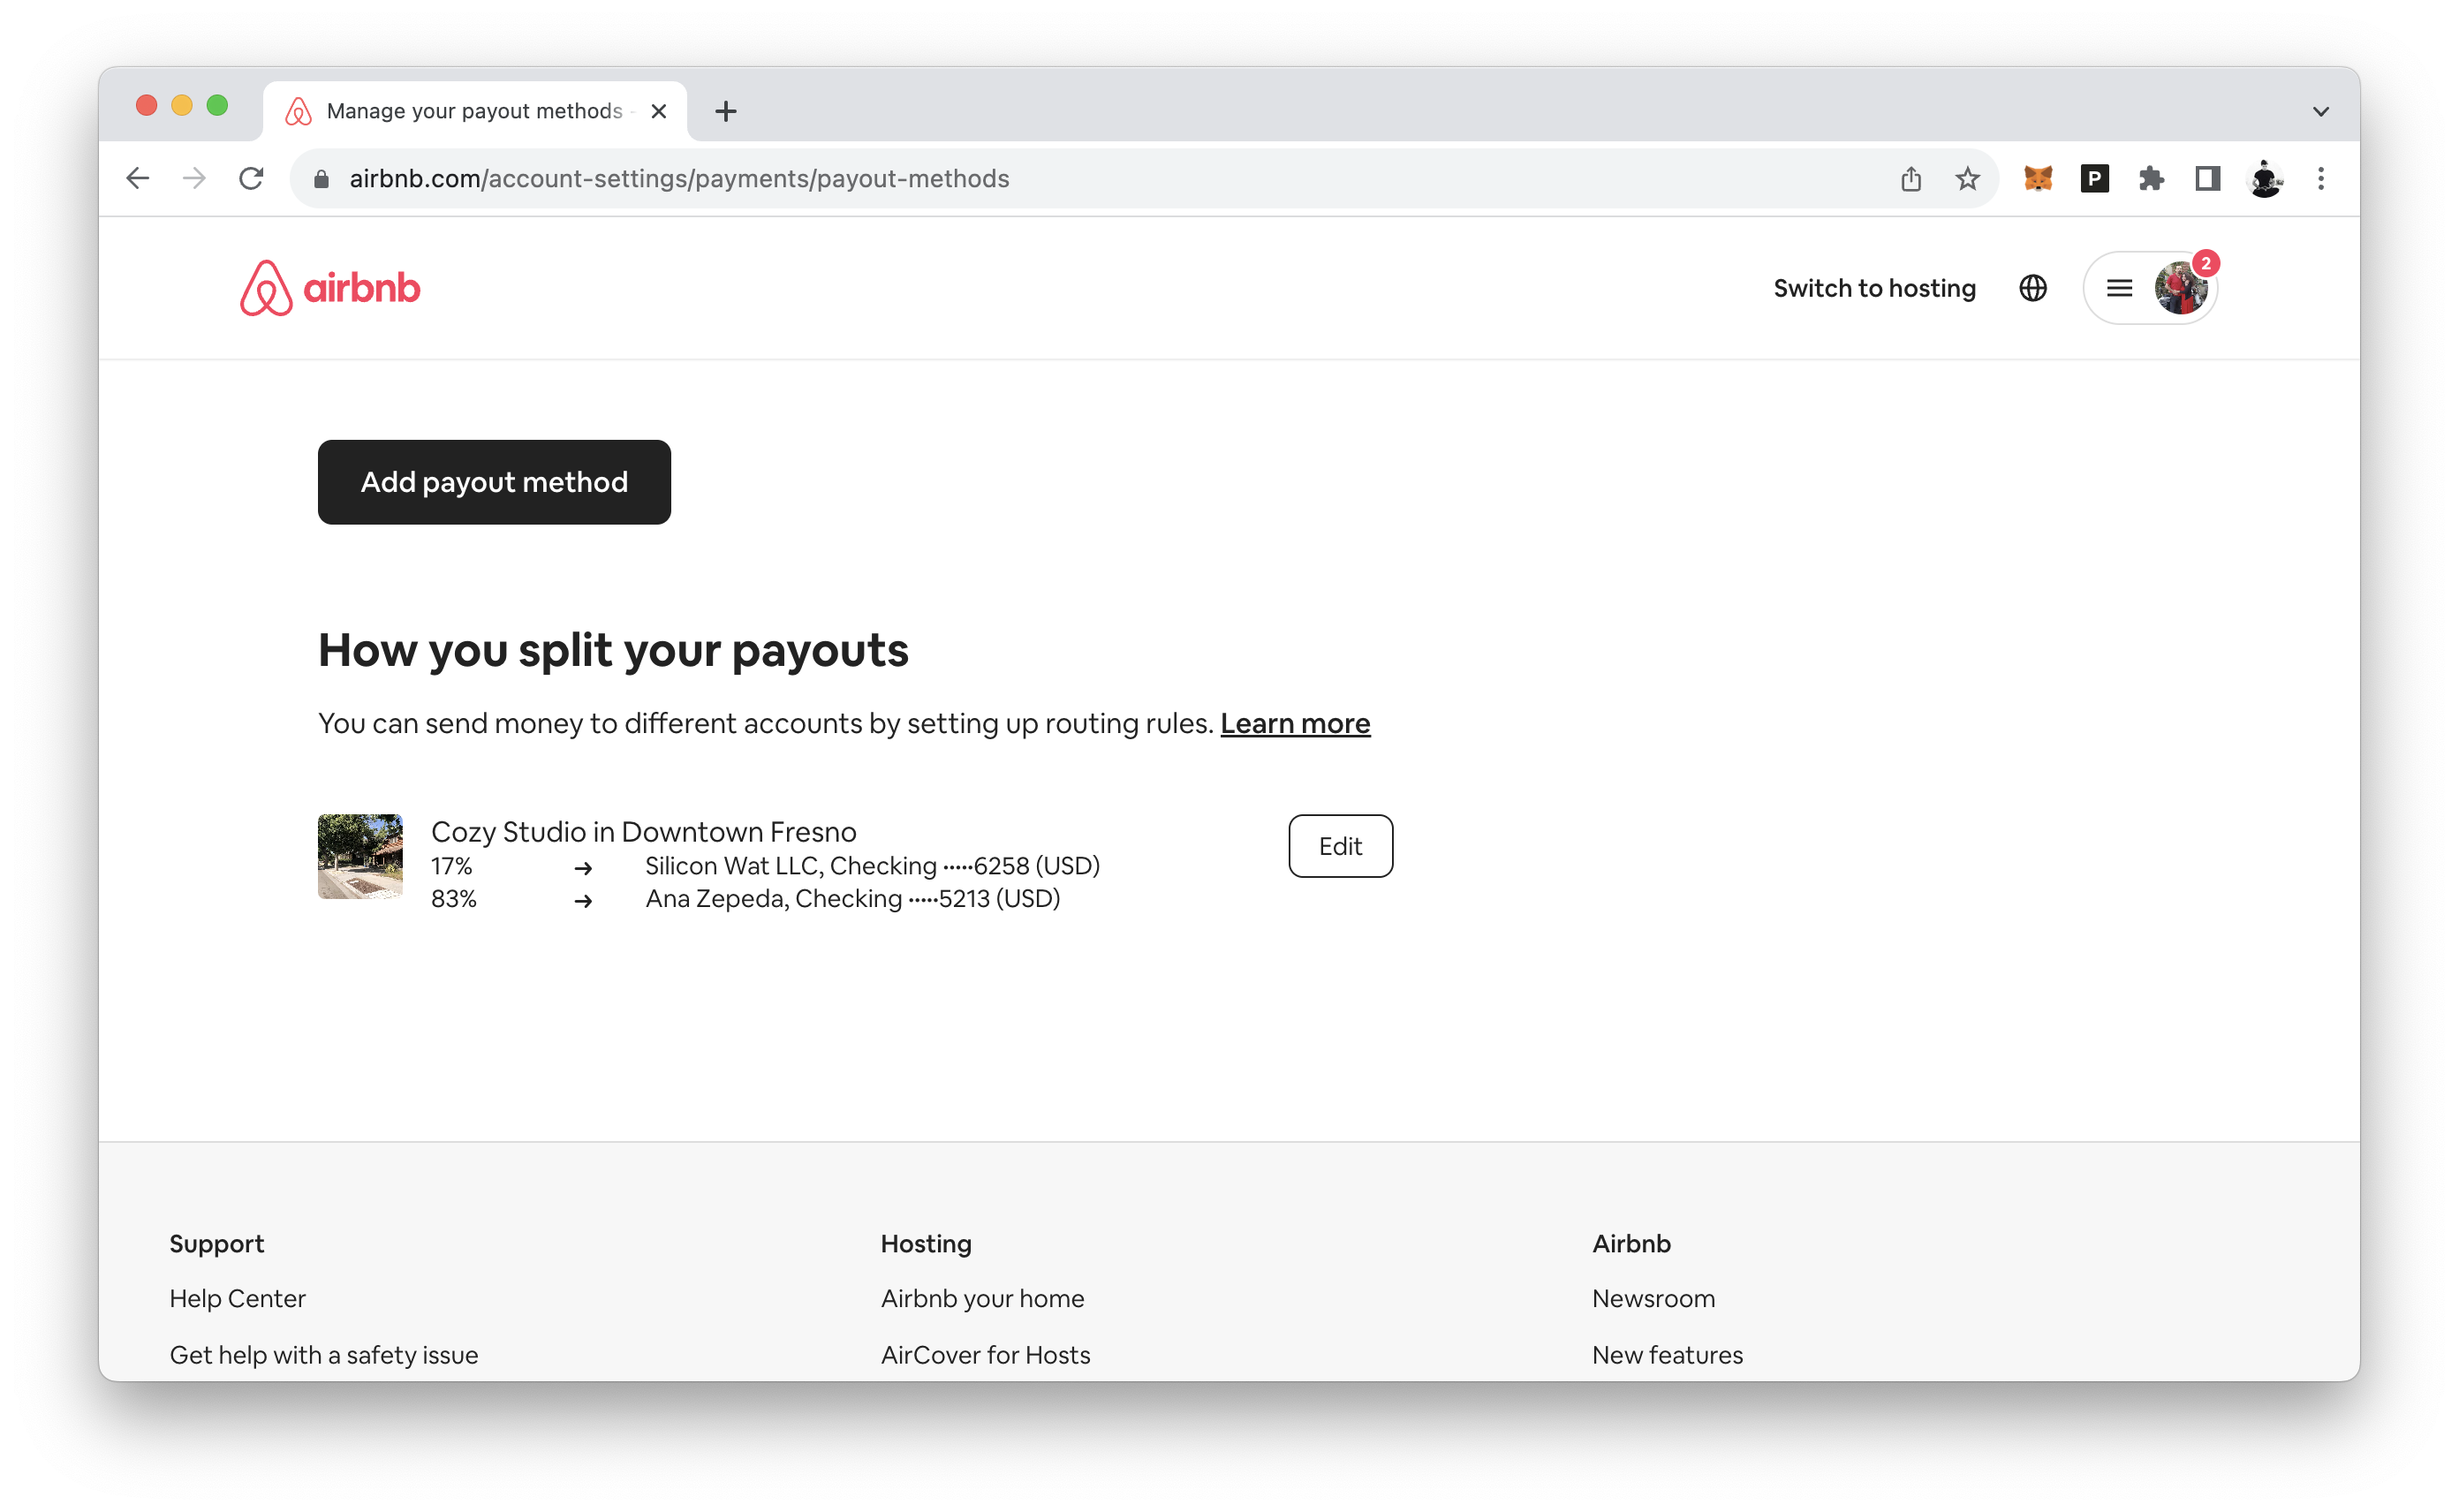 Manage your payout methods -
airbnb.com/account-settings/payments/payout-methods
P
airbnb
Switch to hosting
2
Add payout method
How you split your payouts
You can send money to different accounts by setting up routing rules. Learn more
Cozy Studio in Downtown Fresno
17% → Silicon Wat LLC, Checking •••••6258 (USD)
83% → Ana Zepeda, Checking •••••5213 (USD)
Edit
Support
Hosting
Airbnb
Help Center
Airbnb your home
Newsroom
Get help with a safety issue
AirCover for Hosts
New features